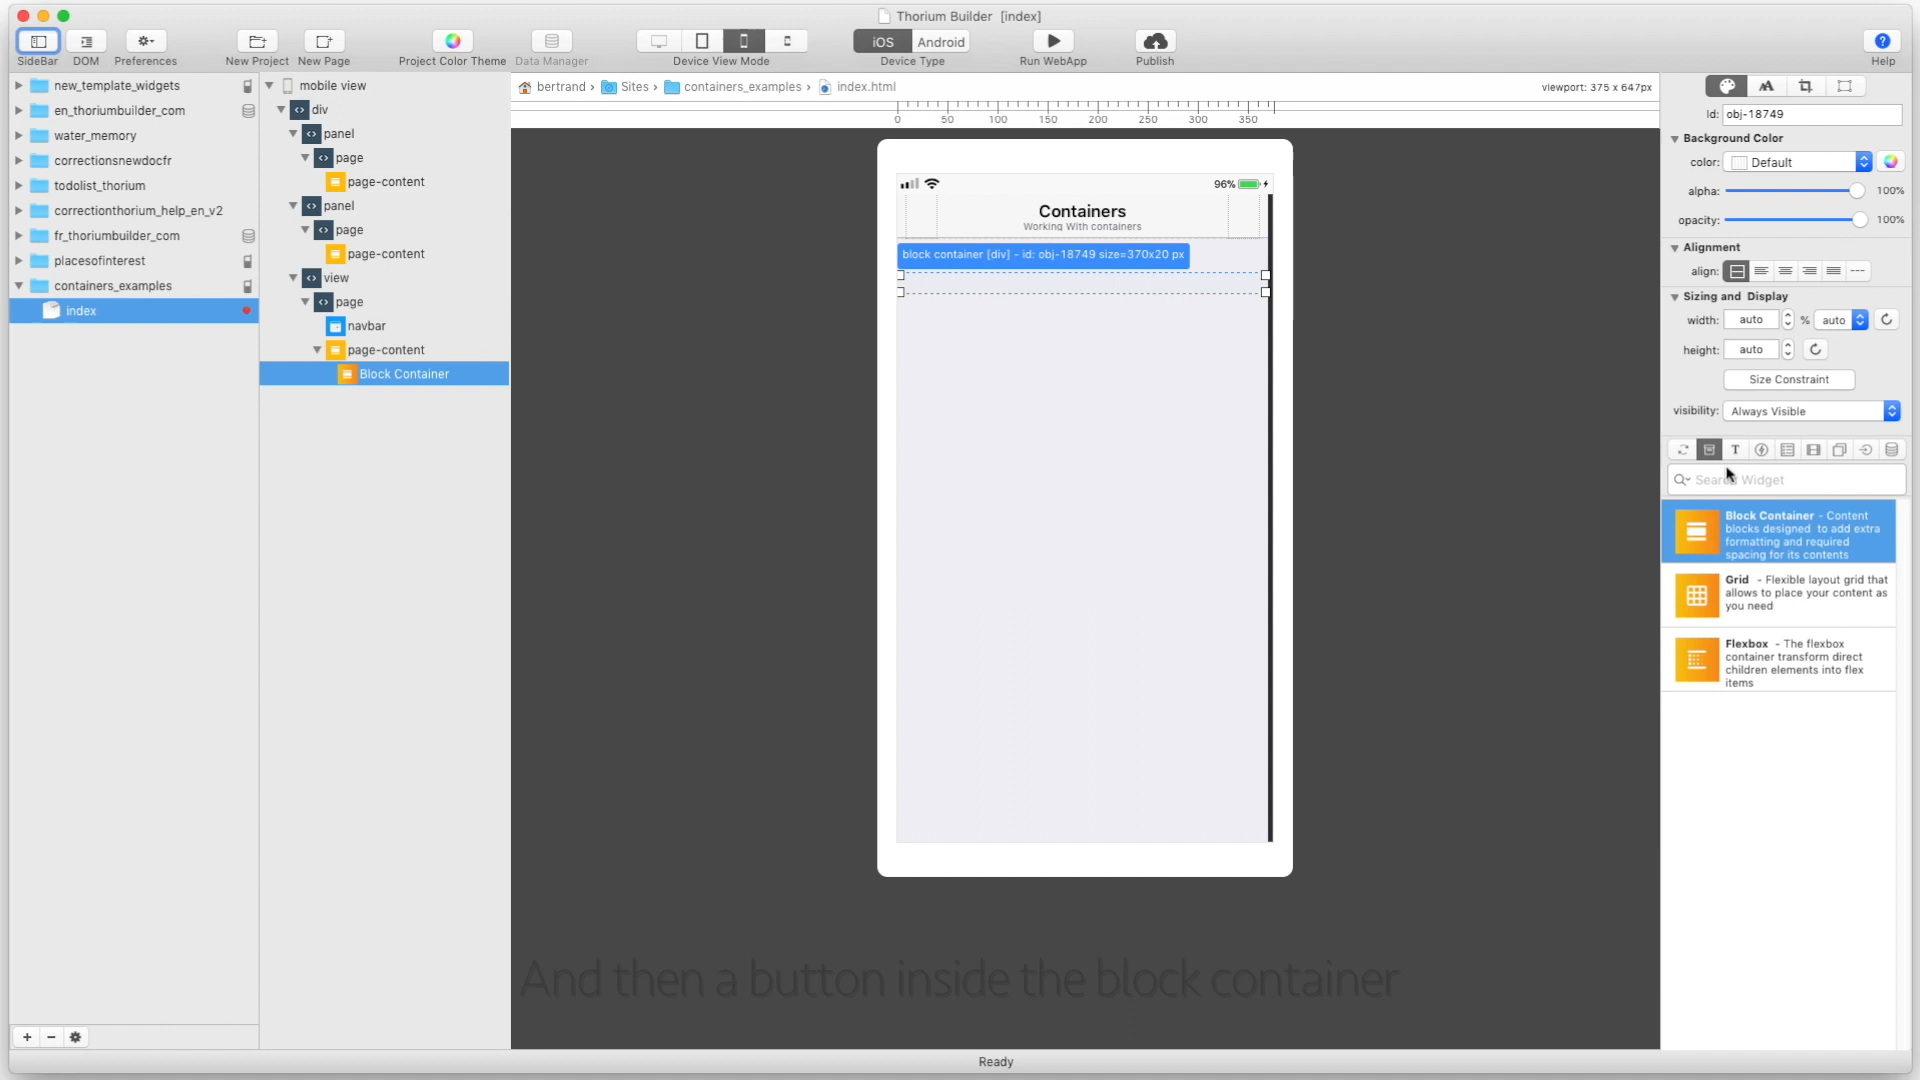 Thorium Builder [index]
SideBar
DOM
Preferences
New Project
New Page
Project Color Theme
Data Manager
Device View Mode
iOS
Android
Device Type
Run WebApp
Publish
?
Help
new_template_widgets
en_thoriumbuilder_com
water_memory
correctionsnewdocfr
todolist_thorium
correctionthorium_help_en_v2
fr_thoriumbuilder_com
placesofinterest
containers_examples
index
mobile view
div
panel
page
page-content
panel
page
page-content
view
page
navbar
page-content
Block Container
bertrand › Sites › containers_examples › index.html
viewport: 375 x 647px
0 50 100 150 200 250 300 350
96%
Containers
Working With containers
block container [div] - id: obj-18749 size=370x20 px
And then a button inside the block container
Id: obj-18749
Background Color
color: Default
alpha: 100%
opacity: 100%
Alignment
align:
Sizing and Display
width: auto % auto
height: auto
Size Constraint
visibility: Always Visible
Search Widget
Block Container - Content
blocks designed to add extra
formatting and required
spacing for its contents
Grid - Flexible layout grid that
allows to place your content as
you need
Flexbox - The flexbox
container transform direct
children elements into flex
items
Ready